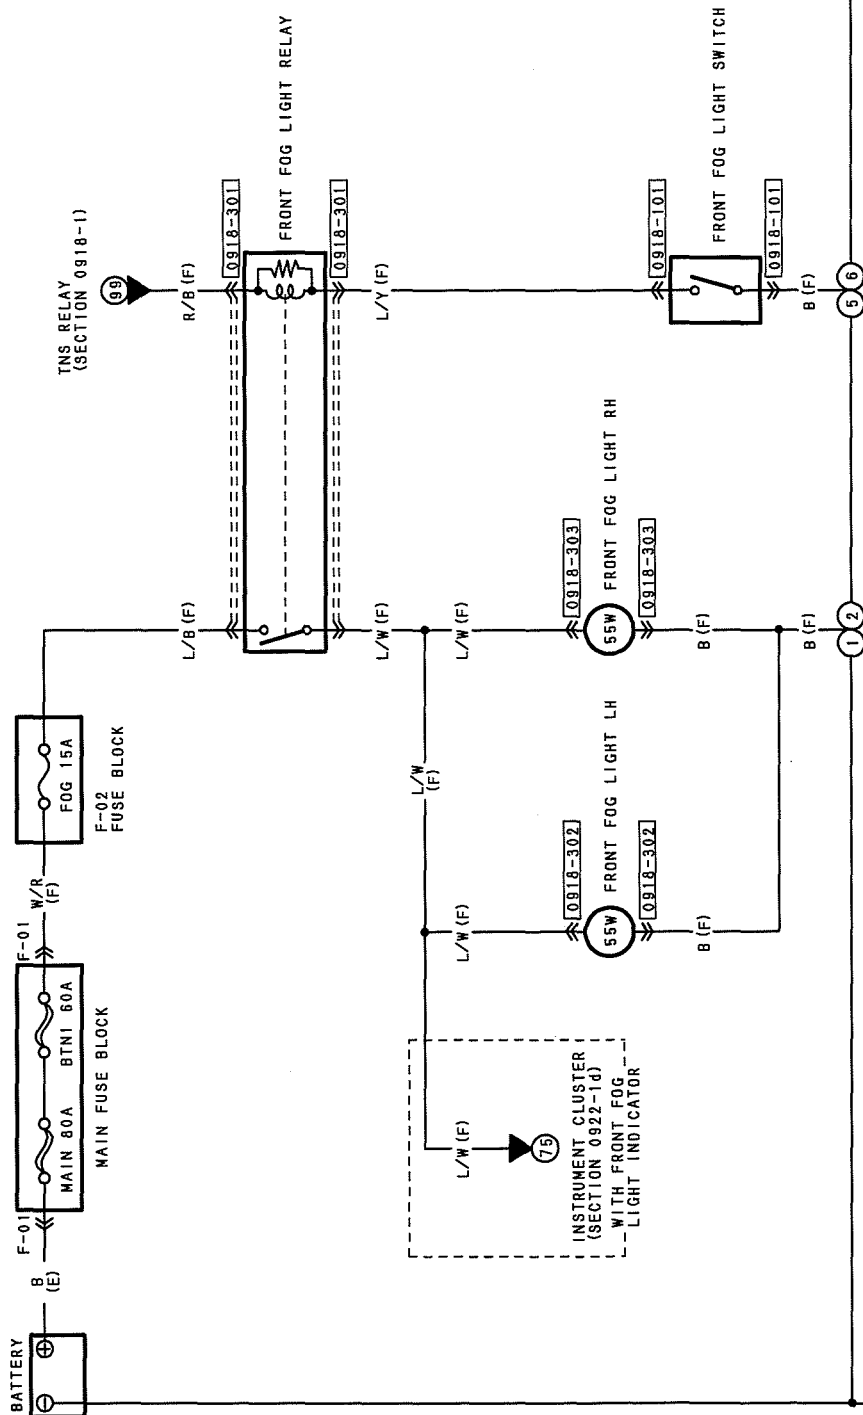 BATTERY
⊖ ⊕
B
(E)
F-01
MAIN 80A BTN1 60A
MAIN FUSE BLOCK
F-01
W/R
(F)
FOG 15A
F-02
FUSE BLOCK
TNS RELAY
(SECTION 0918-1)
99
L/B (F)
R/B (F)
0918-301
FRONT FOG LIGHT RELAY
0918-301
L/W (F)
L/Y (F)
L/W
(F)
L/W (F)
L/W (F)
L/W (F)
75
INSTRUMENT CLUSTER
(SECTION 0922-1d)
WITH FRONT FOG
LIGHT INDICATOR
0918-302
55W FRONT FOG LIGHT LH
0918-302
B (F)
0918-303
55W FRONT FOG LIGHT RH
0918-303
B (F)
B (F)
0918-101
FRONT FOG LIGHT SWITCH
0918-101
B (F)
1 2
5 6